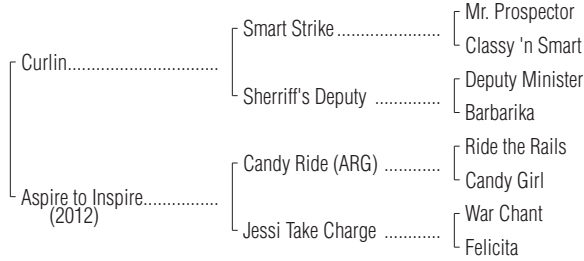 Mr. Prospector
Smart Strike.....................
Classy 'n Smart
Curlin...............................
Deputy Minister
Sherriff's Deputy .............
Barbarika
Ride the Rails
Candy Ride (ARG) ............
Candy Girl
Aspire to Inspire...............
(2012)
War Chant
Jessi Take Charge ............
Felicita